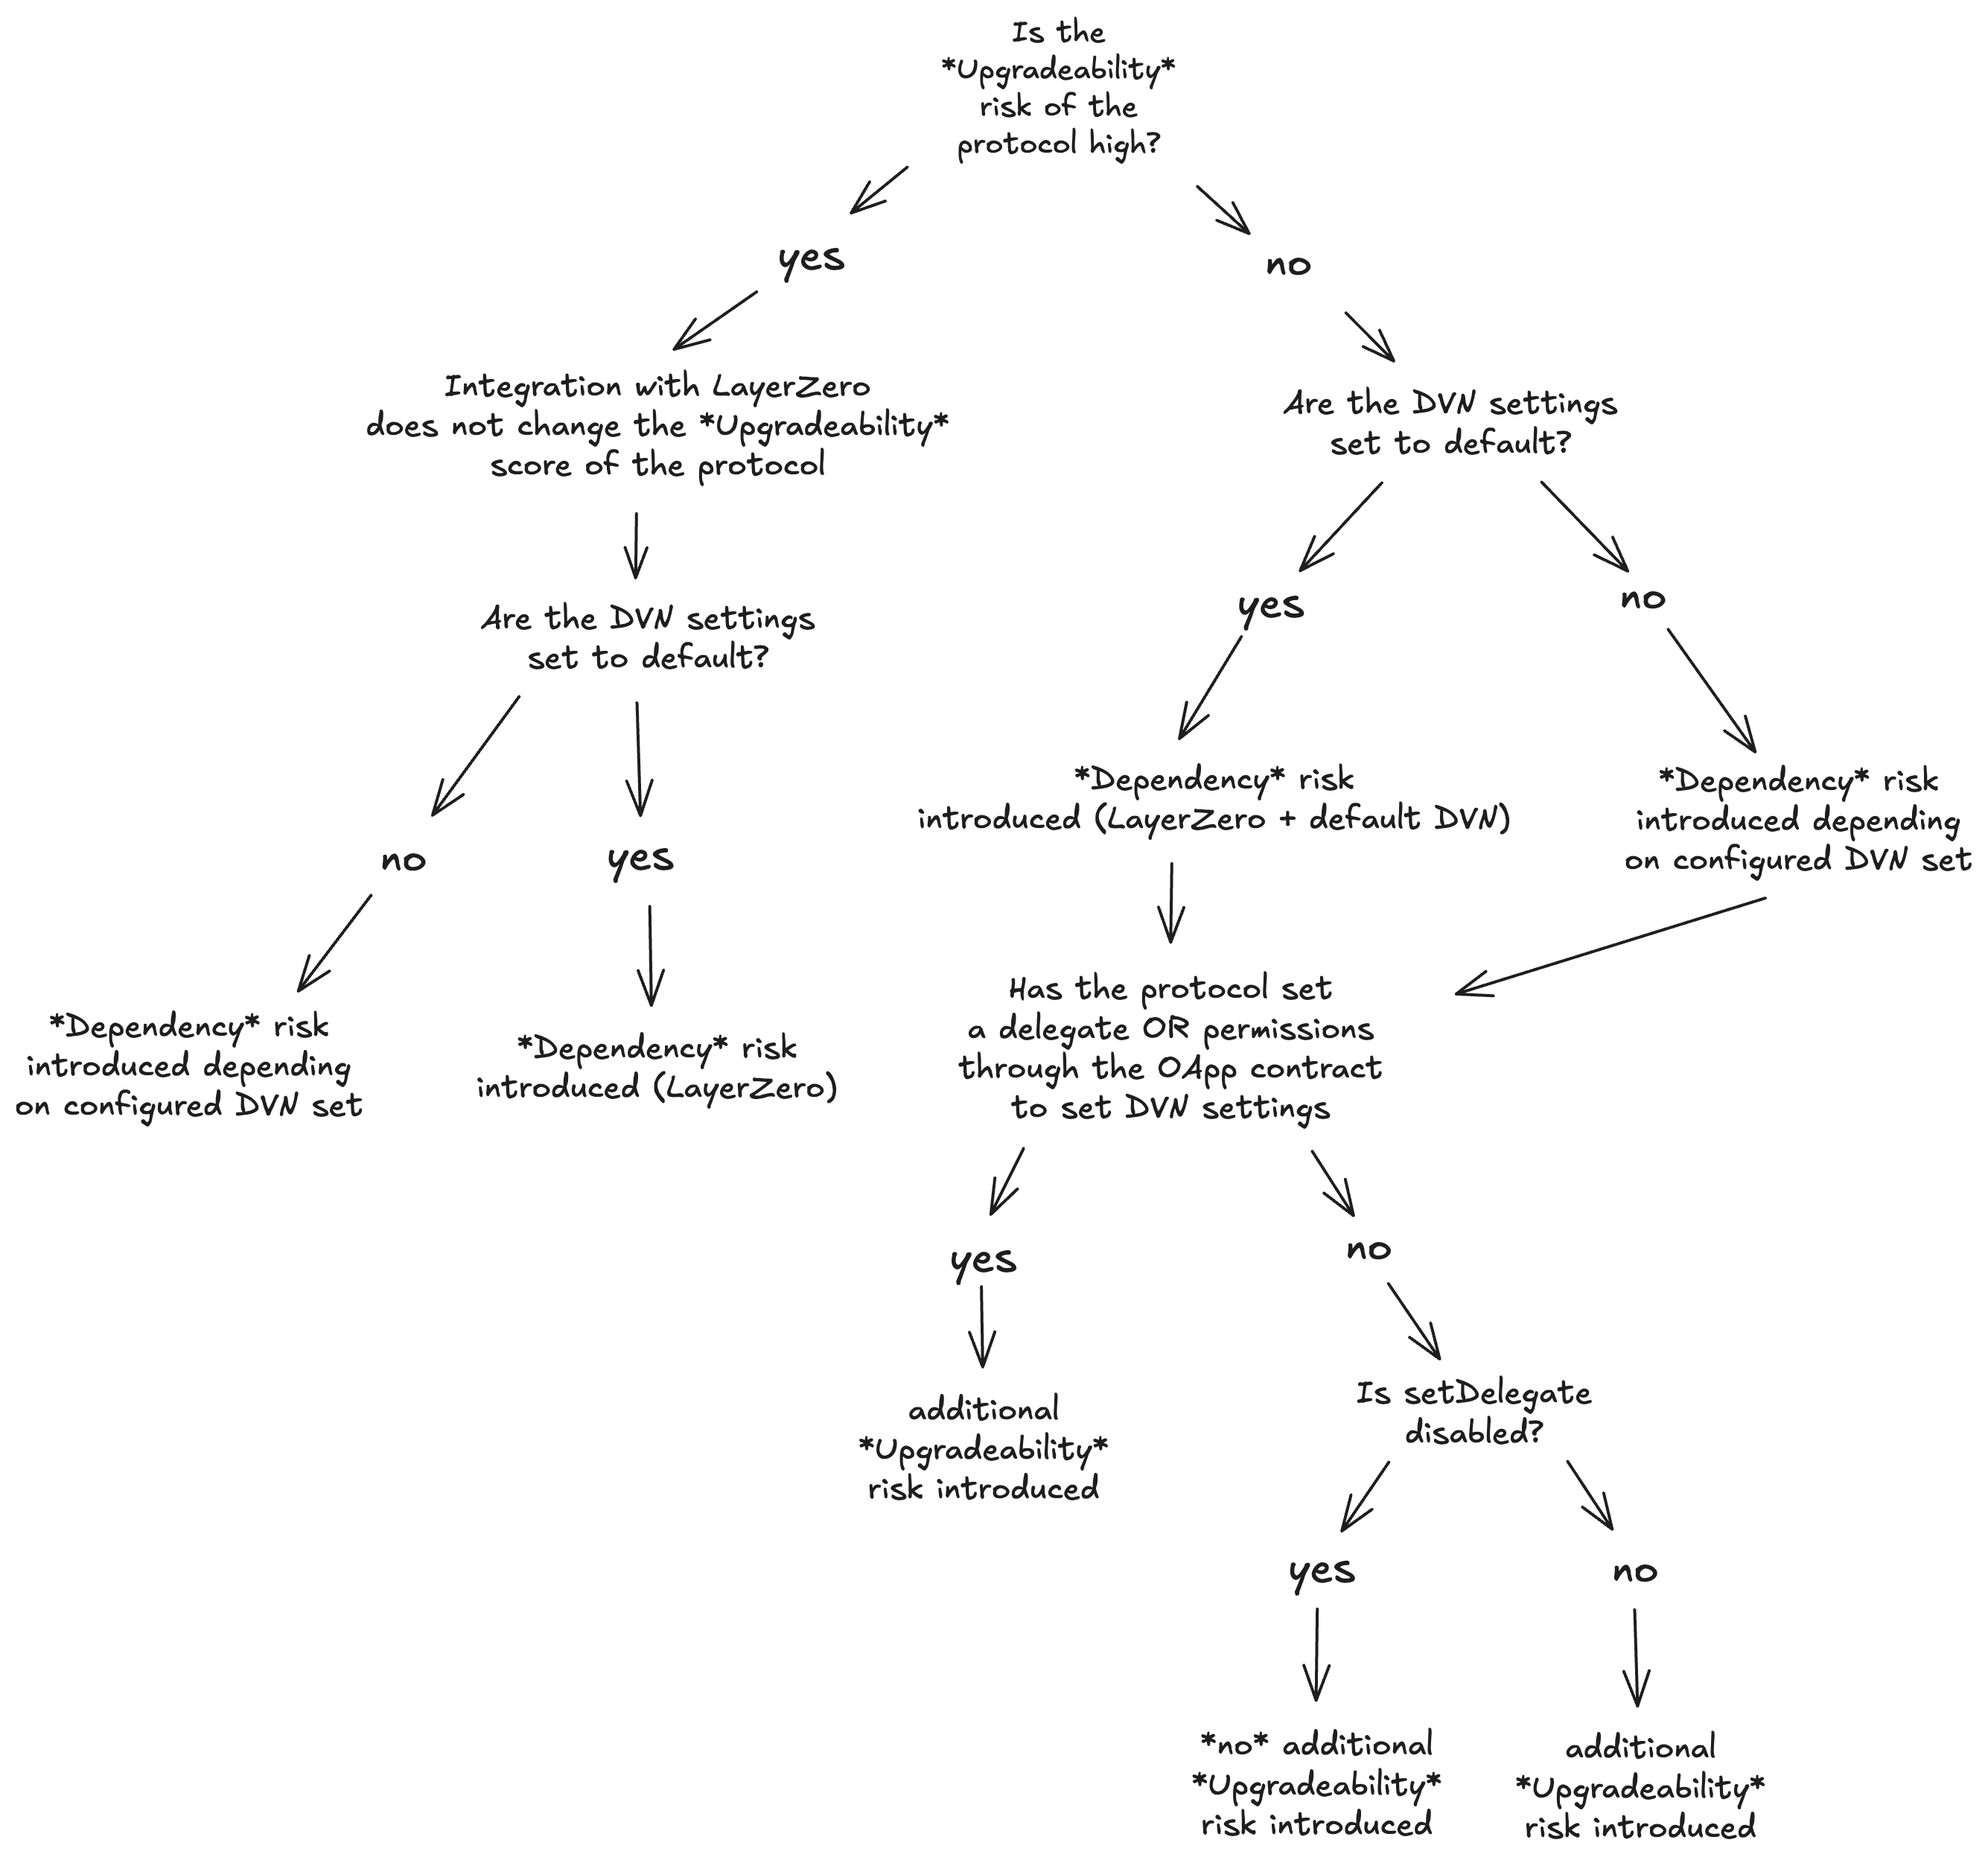 Is the
*Upgradeability*
risk of the
protocol high?
yes
no
Integration with LayerZero
does not change the *Upgradeability*
score of the protocol
Are the DVN settings
set to default?
Are the DVN settings
set to default?
yes
no
no
yes
*Dependency* risk
introduced (LayerZero + default DVN)
*Dependency* risk
introduced depending
on configured DVN set
*Dependency* risk
introduced depending
on configured DVN set
*Dependency* risk
introduced (LayerZero)
Has the protocol set
a delegate OR permissions
through the OApp contract
to set DVN settings
yes
no
additional
*Upgradeability*
risk introduced
Is setDelegate
disabled?
yes
no
*no* additional
*Upgradeability*
risk introduced
additional
*Upgradeability*
risk introduced